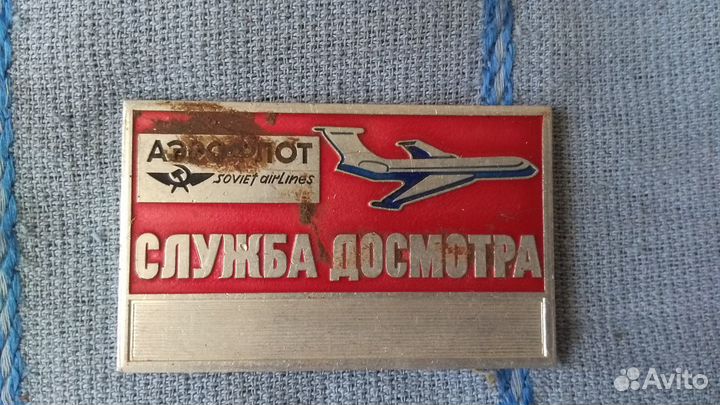 АЭРОФЛОТ
Soviet airlines
СЛУЖБА ДОСМОТРА
Avito